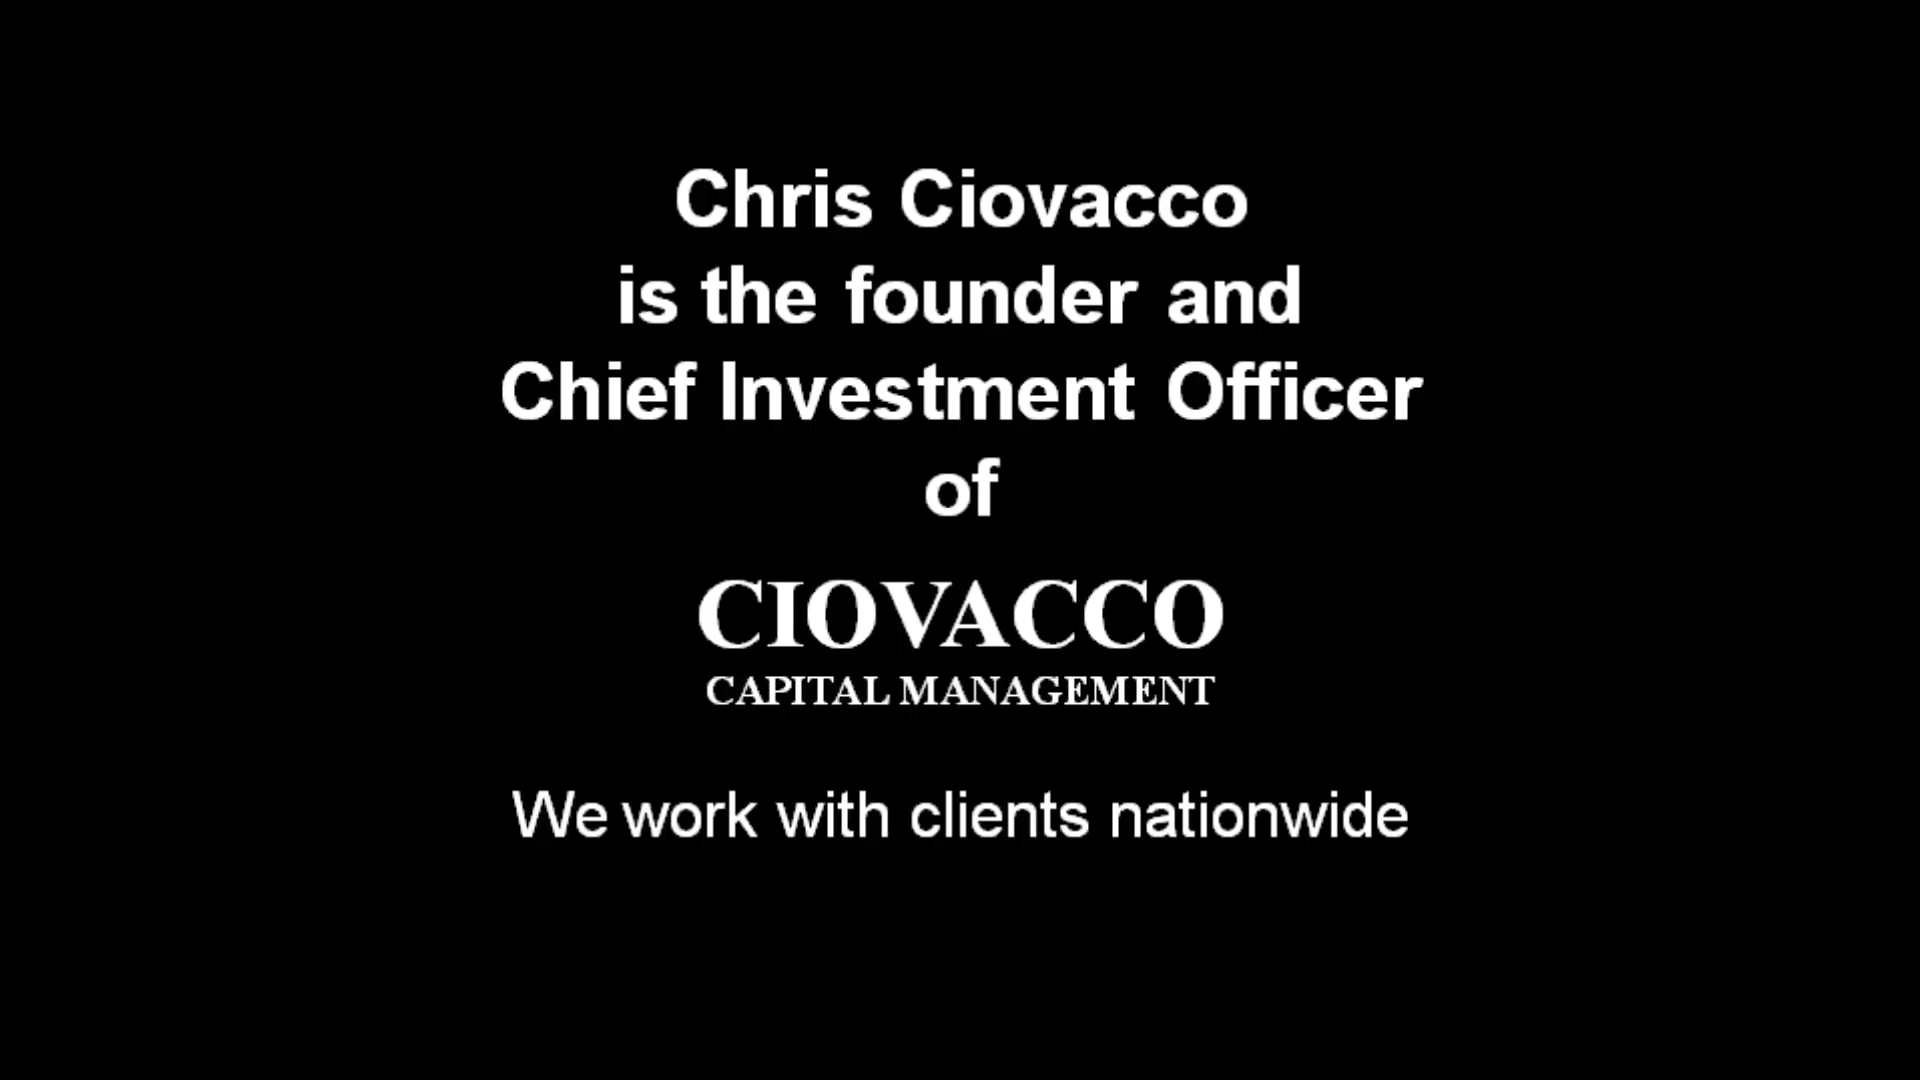 Chris Ciovacco
is the founder and
Chief Investment Officer
of
CIOVACCO
CAPITAL MANAGEMENT
We work with clients nationwide